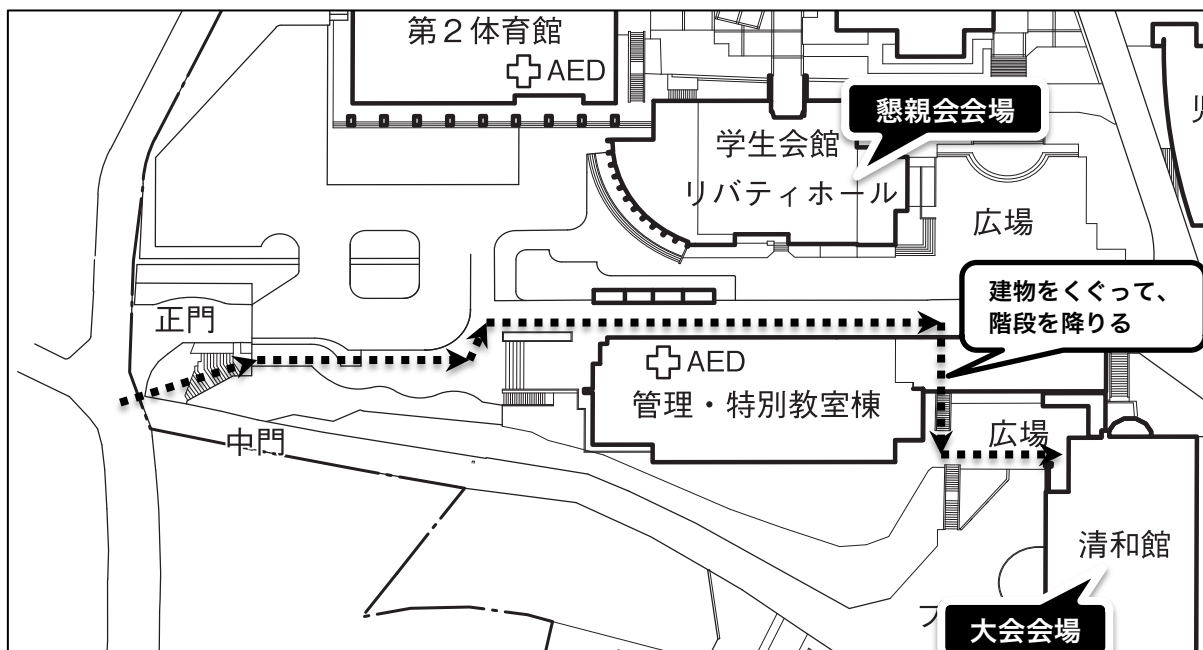 第2体育館
AED
懇親会会場
学生会館
リバティホール
広場
建物をくぐって、
階段を降りる
正門
AED
管理・特別教室棟
中門
広場
清和館
大会会場